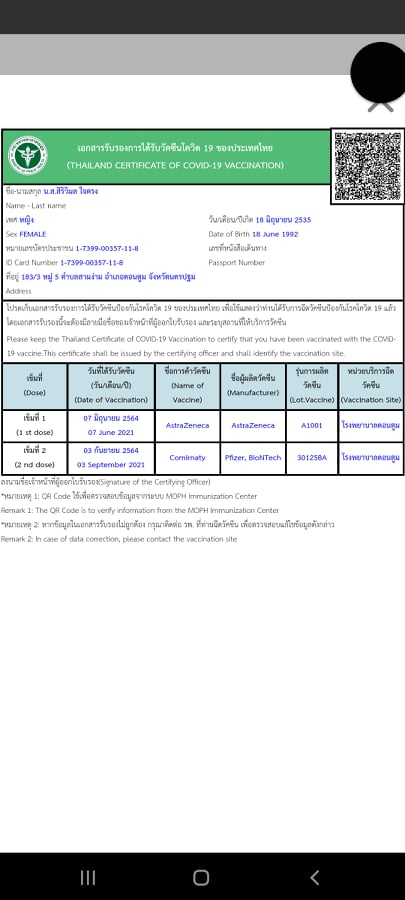 เอกสารรับรองการได้รับวัคซีนโควิด 19 ของประเทศไทย
(THAILAND CERTIFICATE OF COVID-19 VACCINATION)
ชื่อ-นามสกุล น.ส.สิริวิมล ใจตรง
Name - Last name
เพศ หญิง วัน/เดือน/ปีเกิด 18 มิถุนายน 2535
Sex FEMALE Date of Birth 18 June 1992
หมายเลขบัตรประชาชน 1-7399-00357-11-8 เลขที่หนังสือเดินทาง
ID Card Number 1-7399-00357-11-8 Passport Number
ที่อยู่ 183/3 หมู่ 5 ตำบลสามง่าม อำเภอดอนตูม จังหวัดนครปฐม
Address
โปรดเก็บเอกสารรับรองการได้รับวัคซีนป้องกันโรคโควิด 19 ของประเทศไทย เพื่อใช้แสดงว่าท่านได้รับการฉีดวัคซีนป้องกันโรคโควิด 19 แล้ว
โดยเอกสารรับรองนี้จะต้องมีลายมือชื่อของเจ้าหน้าที่ผู้ออกใบรับรอง และระบุสถานที่ให้บริการวัคซีน
Please keep the Thailand Certificate of COVID-19 Vaccination to certify that you have been vaccinated with the COVID-
19 vaccine.This certificate shall be issued by the certifying officer and shall identify the vaccination site.
เข็มที่ (Dose) วันที่ได้รับวัคซีน (วัน/เดือน/ปี) (Date of Vaccination) ชื่อการค้าวัคซีน (Name of Vaccine) ชื่อผู้ผลิตวัคซีน (Manufacturer) รุ่นการผลิตวัคซีน (Lot.Vaccine) หน่วยบริการฉีดวัคซีน (Vaccination Site)
เข็มที่ 1 (1 st dose) 07 มิถุนายน 2564 07 June 2021 AstraZeneca AstraZeneca A1001 โรงพยาบาลดอนตูม
เข็มที่ 2 (2 nd dose) 03 กันยายน 2564 03 September 2021 Comirnaty Pfizer, BioNTech 30125BA โรงพยาบาลดอนตูม
ลงนามชื่อเจ้าหน้าที่ผู้ออกใบรับรอง(Signature of the Certifying Officer)
*หมายเหตุ 1: QR Code ใช้เพื่อตรวจสอบข้อมูลจากระบบ MOPH Immunization Center
Remark 1: The QR Code is to verify information from the MOPH Immunization Center
*หมายเหตุ 2: หากข้อมูลในเอกสารรับรองไม่ถูกต้อง กรุณาติดต่อ รพ. ที่ท่านฉีดวัคซีน เพื่อตรวจสอบแก้ไขข้อมูลดังกล่าว
Remark 2: In case of data correction, please contact the vaccination site